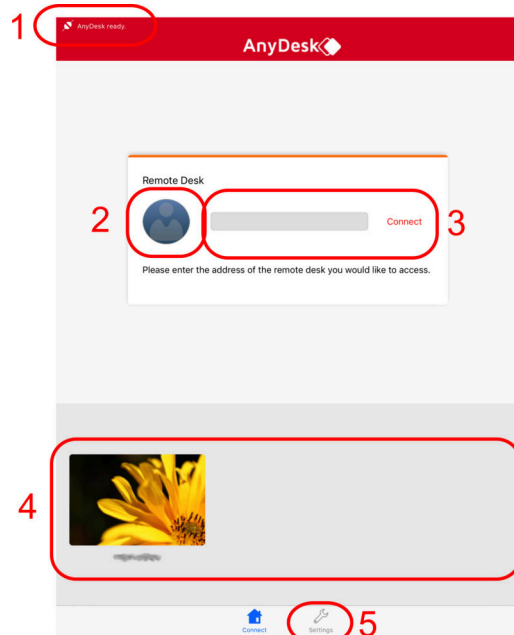 1
AnyDesk ready.
AnyDesk
Remote Desk
2
Connect
3
Please enter the address of the remote desk you would like to access.
4
Connect
Settings
5